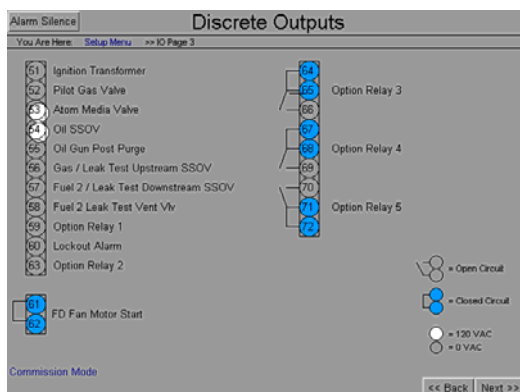 Alarm Silence
Discrete Outputs
You Are Here: Setup Menu >> IO Page 3
51 Ignition Transformer
52 Pilot Gas Valve
53 Atom Media Valve
54 Oil SSOV
55 Oil Gun Post Purge
56 Gas / Leak Test Upstream SSOV
57 Fuel 2 / Leak Test Downstream SSOV
58 Fuel 2 Leak Test Vent Vlv
59 Option Relay 1
60 Lockout Alarm
63 Option Relay 2
61
62
FD Fan Motor Start
64
65
66
Option Relay 3
67
68
69
Option Relay 4
70
71
72
Option Relay 5
= Open Circuit
= Closed Circuit
= 120 VAC
= 0 VAC
Commission Mode
<< Back
Next >>